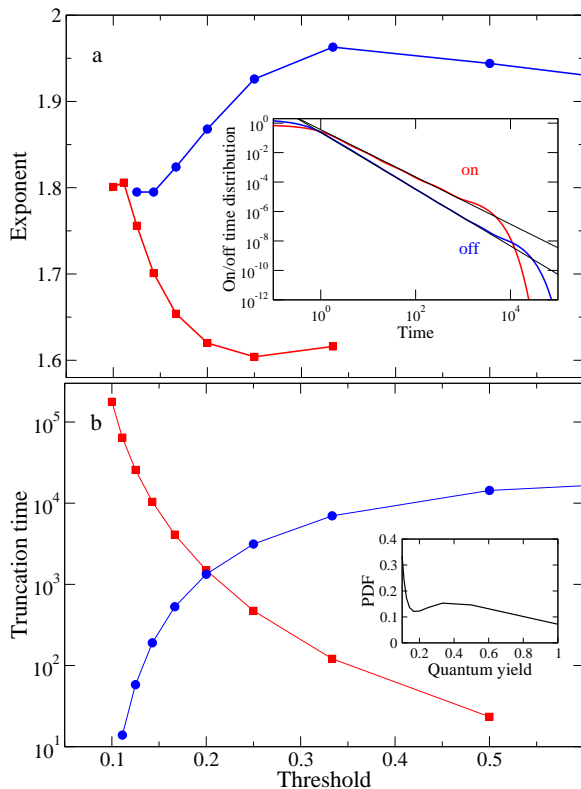 a
2
1.9
1.8
1.7
1.6
Exponent
On/off time distribution
10^0
10^-2
10^-4
10^-6
10^-8
10^-10
10^-12
on
off
10^0 10^2 10^4
Time
b
10^5
10^4
10^3
10^2
10^1
Truncation time
PDF
0.4
0.3
0.2
0.1
0
0.2 0.4 0.6 0.8 1
Quantum yield
0.1 0.2 0.3 0.4 0.5
Threshold